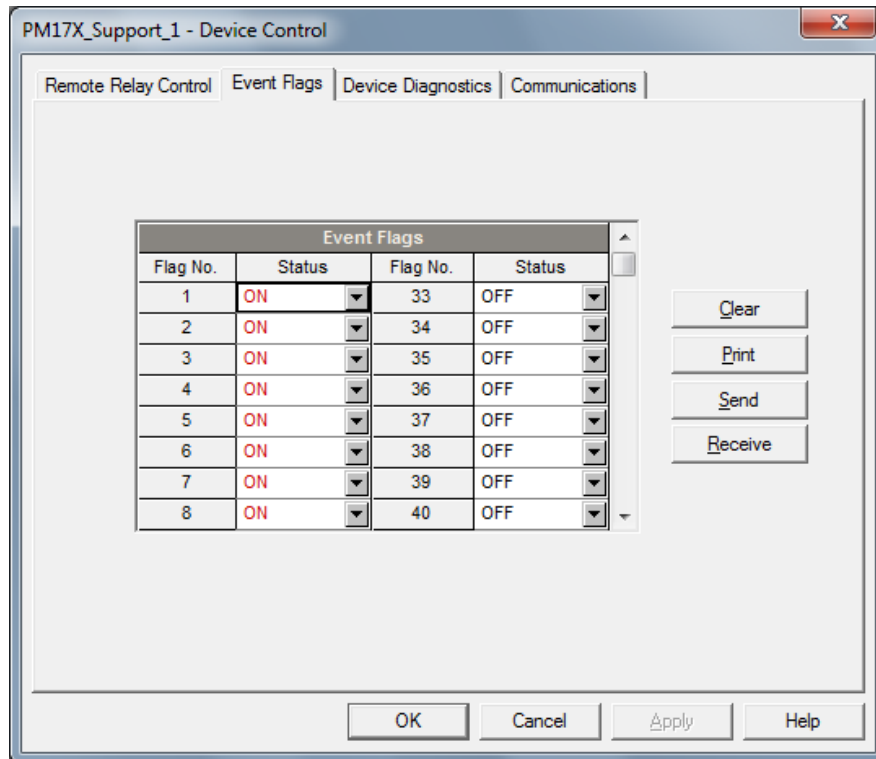 PM17X_Support_1 - Device Control
Remote Relay Control Event Flags Device Diagnostics Communications
Event Flags
Flag No. Status Flag No. Status
1 ON 33 OFF
2 ON 34 OFF
3 ON 35 OFF
4 ON 36 OFF
5 ON 37 OFF
6 ON 38 OFF
7 ON 39 OFF
8 ON 40 OFF
Clear
Print
Send
Receive
OK Cancel Apply Help